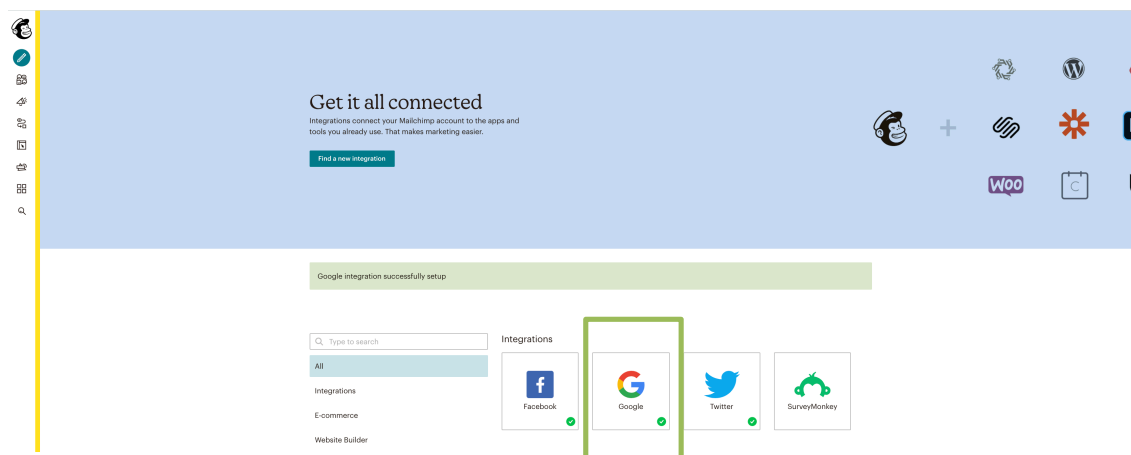 Get it all connected
Integrations connect your Mailchimp account to the apps and
tools you already use. That makes marketing easier.
Find a new integration
Woo
C
Google integration successfully setup
Type to search
All
Integrations
E-commerce
Website Builder
Integrations
Facebook
Google
Twitter
SurveyMonkey